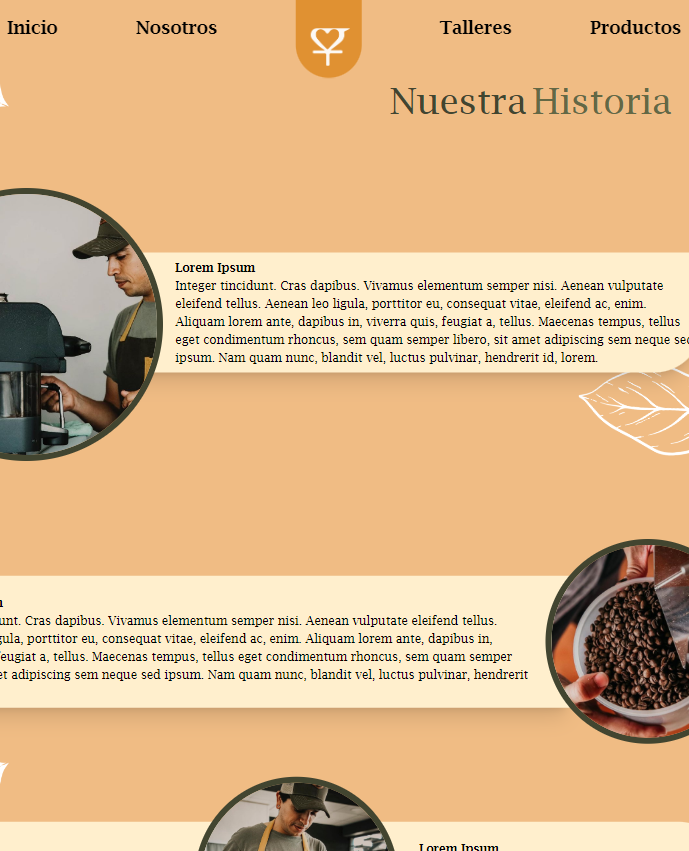 Inicio Nosotros Talleres Productos
Nuestra Historia
Lorem Ipsum
Integer tincidunt. Cras dapibus. Vivamus elementum semper nisi. Aenean vulputate
eleifend tellus. Aenean leo ligula, porttitor eu, consequat vitae, eleifend ac, enim.
Aliquam lorem ante, dapibus in, viverra quis, feugiat a, tellus. Maecenas tempus, tellus
eget condimentum rhoncus, sem quam semper libero, sit amet adipiscing sem neque sed
ipsum. Nam quam nunc, blandit vel, luctus pulvinar, hendrerit id, lorem.
unt. Cras dapibus. Vivamus elementum semper nisi. Aenean vulputate eleifend tellus.
gula, porttitor eu, consequat vitae, eleifend ac, enim. Aliquam lorem ante, dapibus in,
feugiat a, tellus. Maecenas tempus, tellus eget condimentum rhoncus, sem quam semper
et adipiscing sem neque sed ipsum. Nam quam nunc, blandit vel, luctus pulvinar, hendrerit
Lorem Ipsum